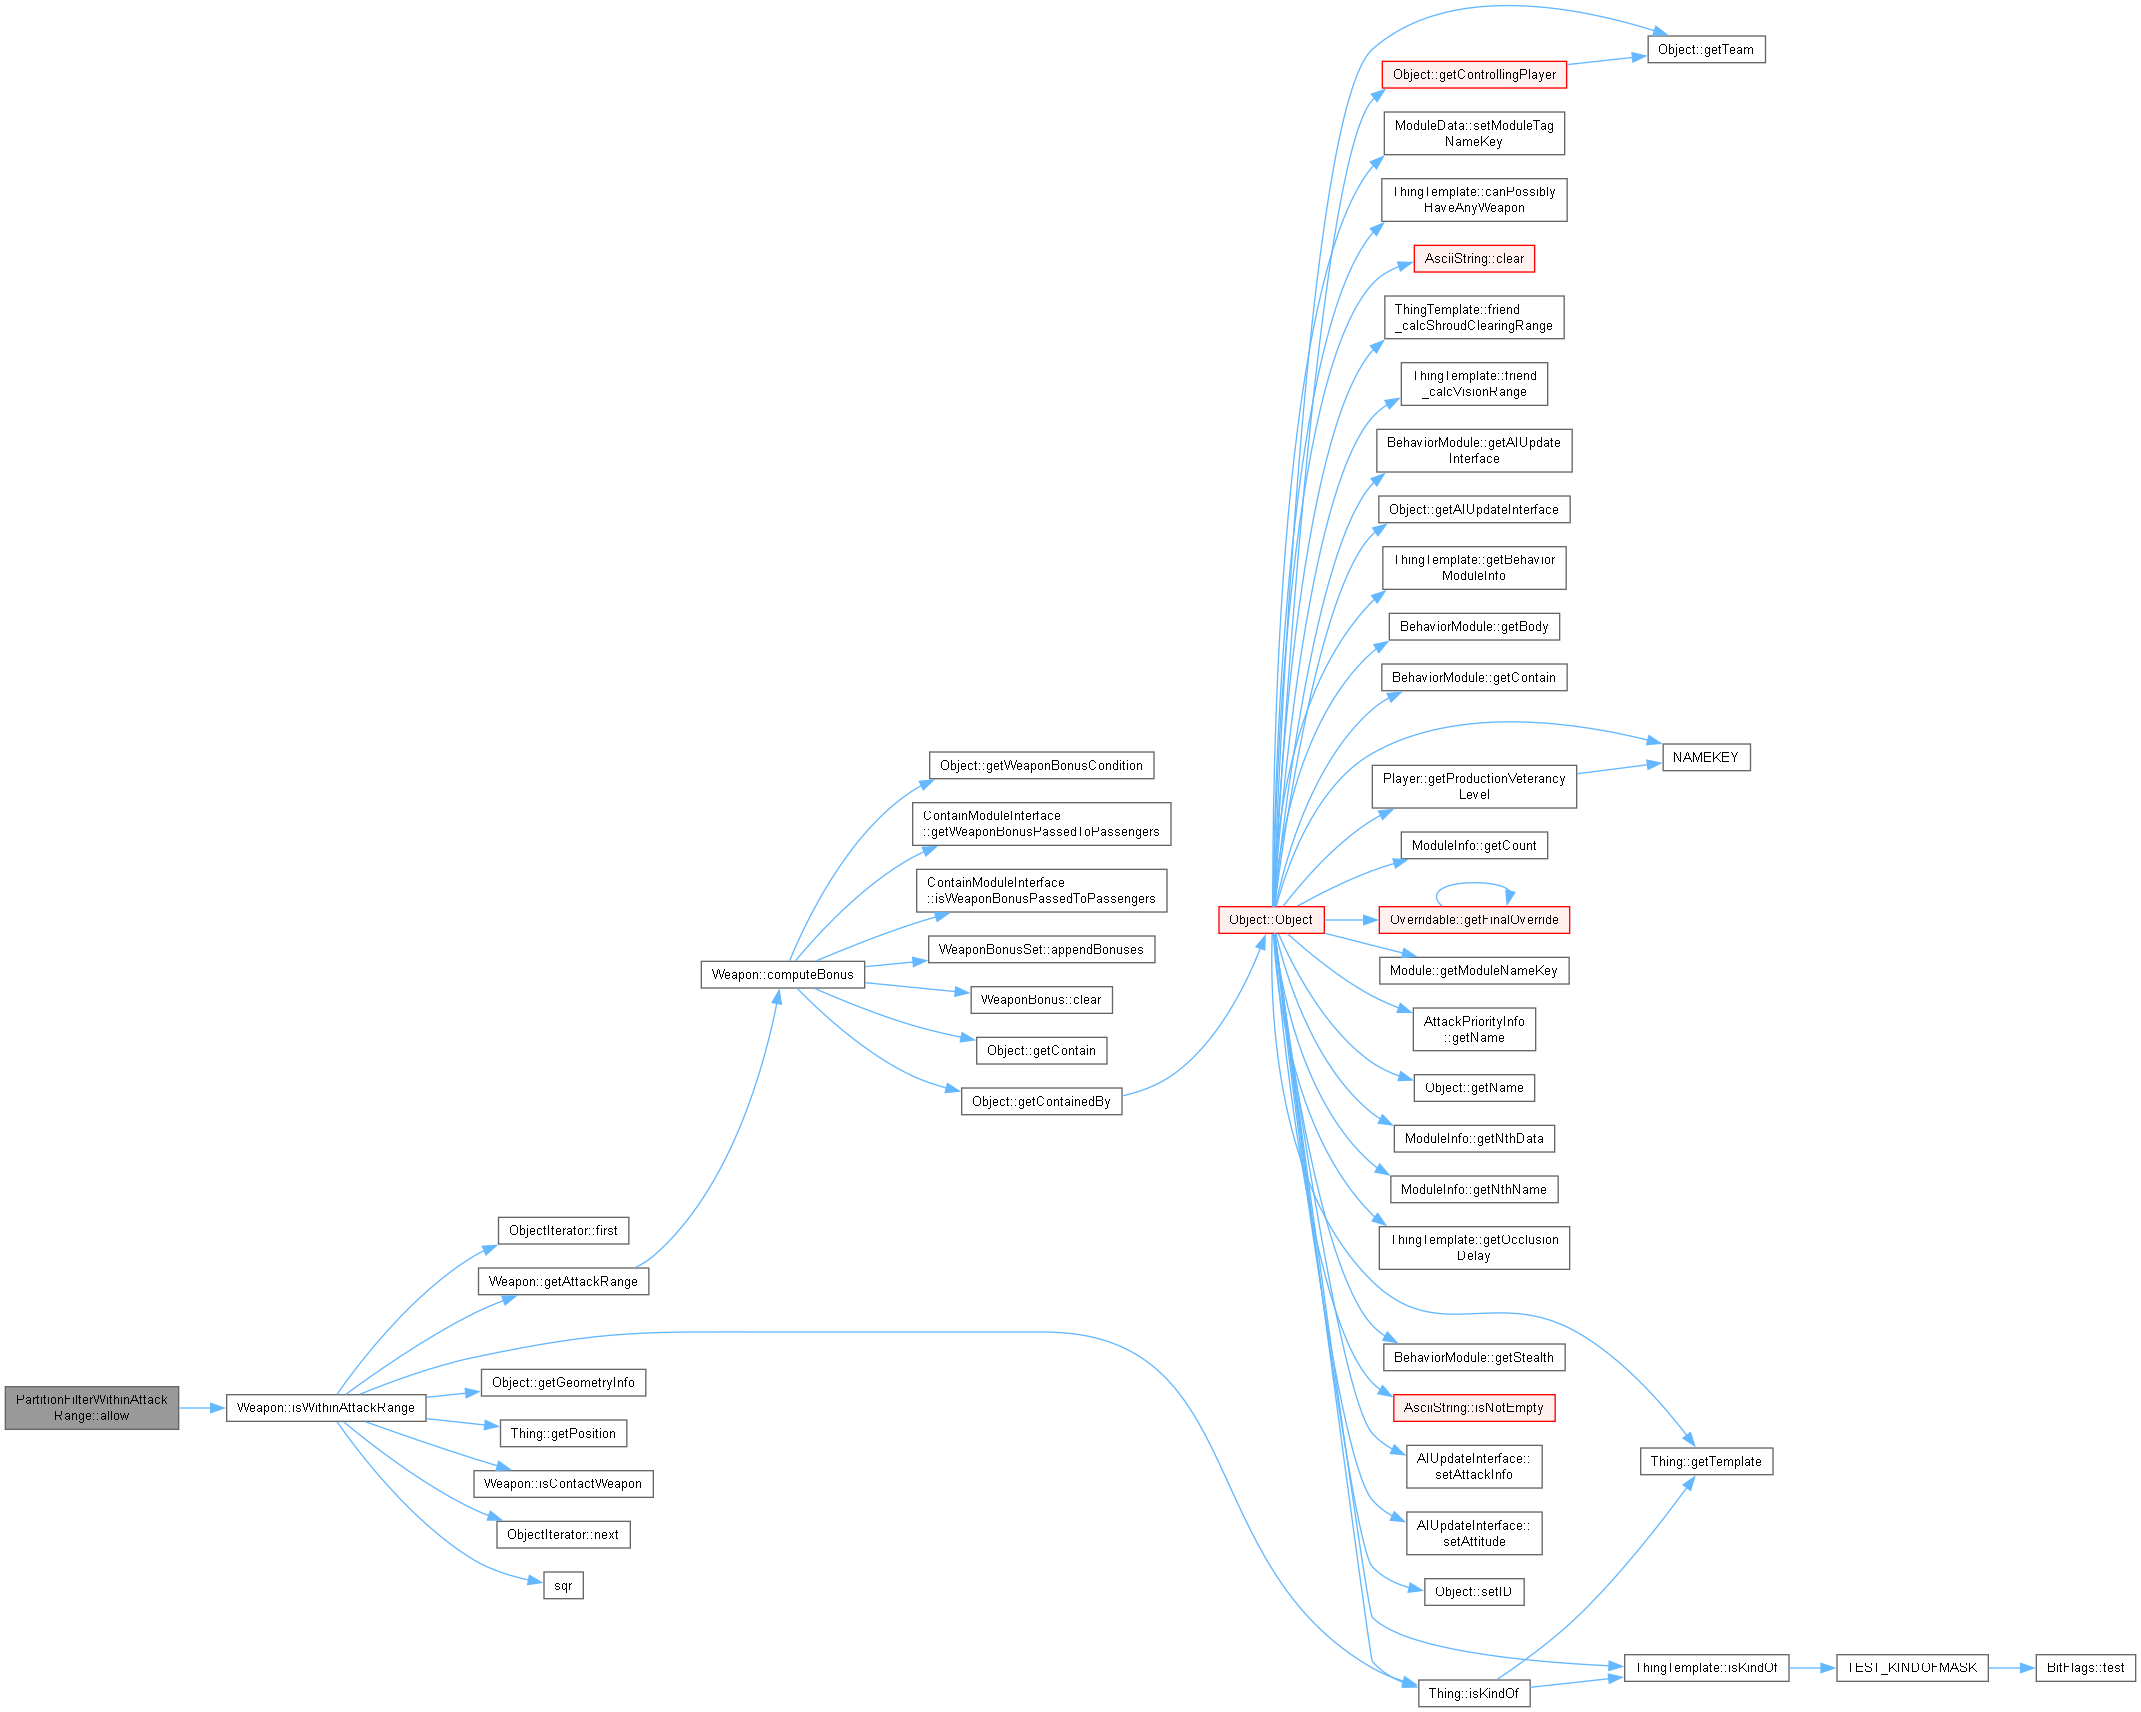 Object::getTeam
Object::getControllingPlayer
ModuleData::setModuleTag
NameKey
ThingTemplate::canPossibly
HaveAnyWeapon
AsciiString::clear
ThingTemplate::friend
_calcShroudClearingRange
ThingTemplate::friend
_calcVisionRange
BehaviorModule::getAIUpdate
Interface
Object::getAIUpdateInterface
ThingTemplate::getBehavior
ModuleInfo
BehaviorModule::getBody
BehaviorModule::getContain
NAMEKEY
Player::getProductionVeterancy
Level
Object::getWeaponBonusCondition
ContainModuleInterface
::getWeaponBonusPassedToPassengers
ModuleInfo::getCount
ContainModuleInterface
::isWeaponBonusPassedToPassengers
Object::Object
Overridable::getFinalOverride
WeaponBonusSet::appendBonuses
Weapon::computeBonus
Module::getModuleNameKey
WeaponBonus::clear
AttackPriorityInfo
::getName
Object::getContain
Object::getName
Object::getContainedBy
ModuleInfo::getNthData
ModuleInfo::getNthName
ObjectIterator::first
ThingTemplate::getOcclusion
Delay
Weapon::getAttackRange
BehaviorModule::getStealth
Object::getGeometryInfo
PartitionFilterWithinAttack
Range::allow
Weapon::isWithinAttackRange
AsciiString::isNotEmpty
Thing::getPosition
AIUpdateInterface::
setAttackInfo
Thing::getTemplate
Weapon::isContactWeapon
AIUpdateInterface::
setAttitude
ObjectIterator::next
sqr
Object::setID
ThingTemplate::isKindOf
TEST_KINDOFMASK
BitFlags::test
Thing::isKindOf